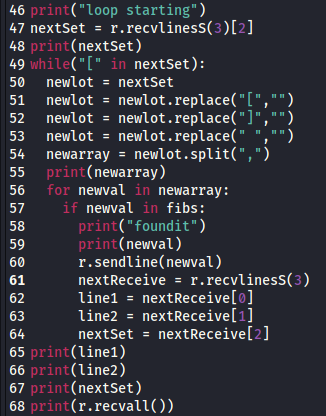 46 print("loop starting")
47 nextSet = r.recvlinesS(3)[2]
48 print(nextSet)
49 while("[" in nextSet):
50   newlot = nextSet
51   newlot = newlot.replace("[","")
52   newlot = newlot.replace("]","")
53   newlot = newlot.replace(" ","")
54   newarray = newlot.split(",")
55   print(newarray)
56   for newval in newarray:
57     if newval in fibs:
58       print("foundit")
59       print(newval)
60       r.sendline(newval)
61       nextReceive = r.recvlinesS(3)
62       line1 = nextReceive[0]
63       line2 = nextReceive[1]
64       nextSet = nextReceive[2]
65 print(line1)
66 print(line2)
67 print(nextSet)
68 print(r.recvall())